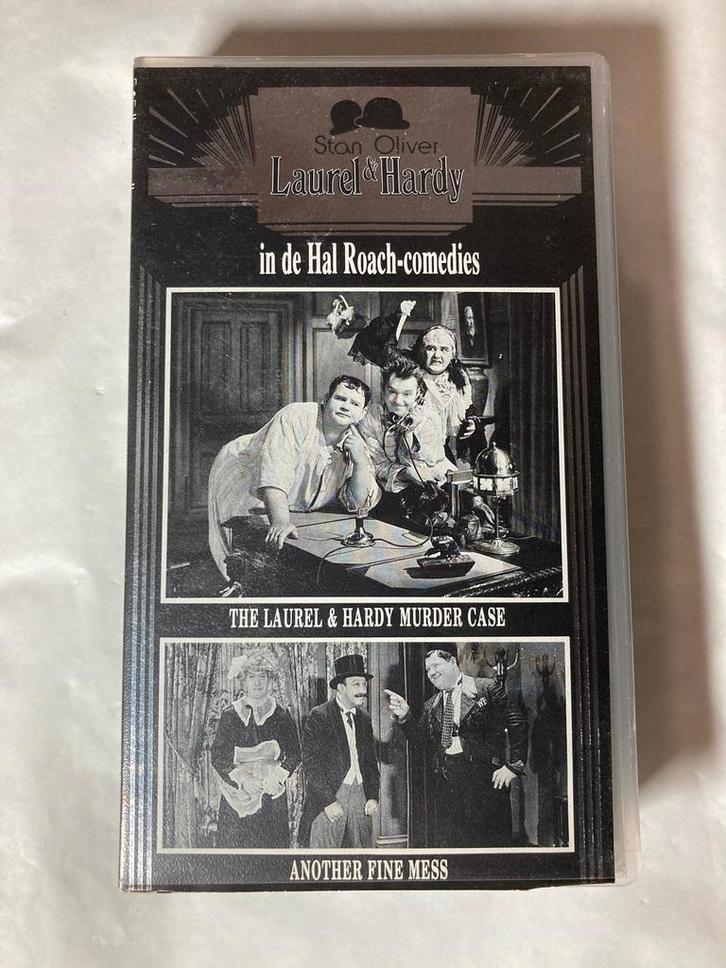 Stan Oliver
Laurel & Hardy
in de Hal Roach-comedies
THE LAUREL & HARDY MURDER CASE
ANOTHER FINE MESS